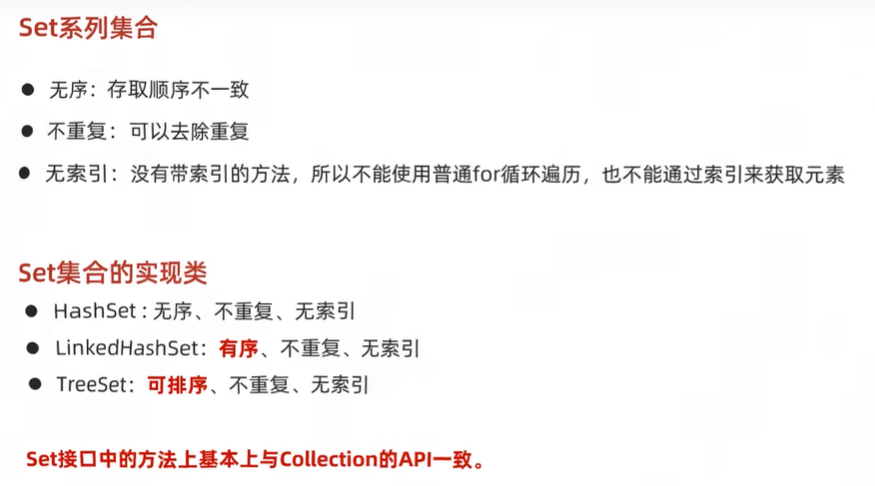 Set系列集合
● 无序：存取顺序不一致
● 不重复：可以去除重复
● 无索引：没有带索引的方法，所以不能使用普通for循环遍历，也不能通过索引来获取元素
Set集合的实现类
● HashSet：无序、不重复、无索引
● LinkedHashSet：有序、不重复、无索引
● TreeSet：可排序、不重复、无索引
Set接口中的方法上基本上与Collection的API一致。